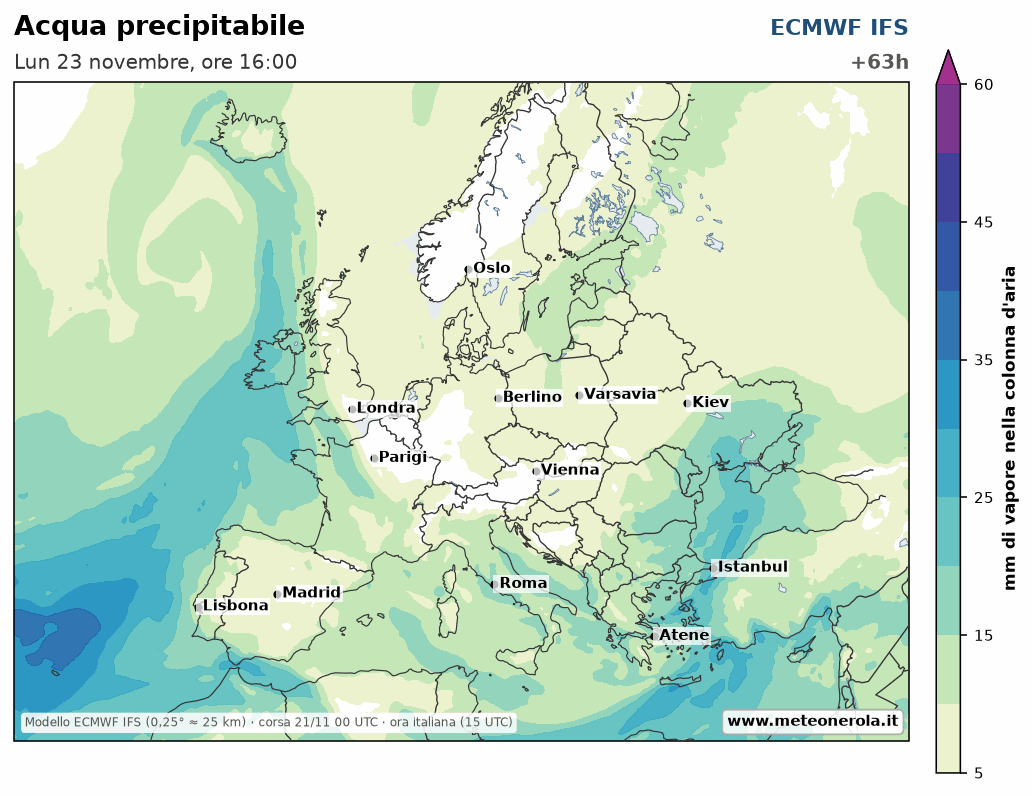 Acqua precipitabile
ECMWF IFS
Lun 23 novembre, ore 16:00
+63h
60
45
35
25
15
5
mm di vapore nella colonna d'aria
Oslo
Berlino
Varsavia
Kiev
Londra
Parigi
Vienna
Istanbul
Roma
Madrid
Lisbona
Atene
Modello ECMWF IFS (0,25° ≈ 25 km) · corsa 21/11 00 UTC · ora italiana (15 UTC)
www.meteonerola.it